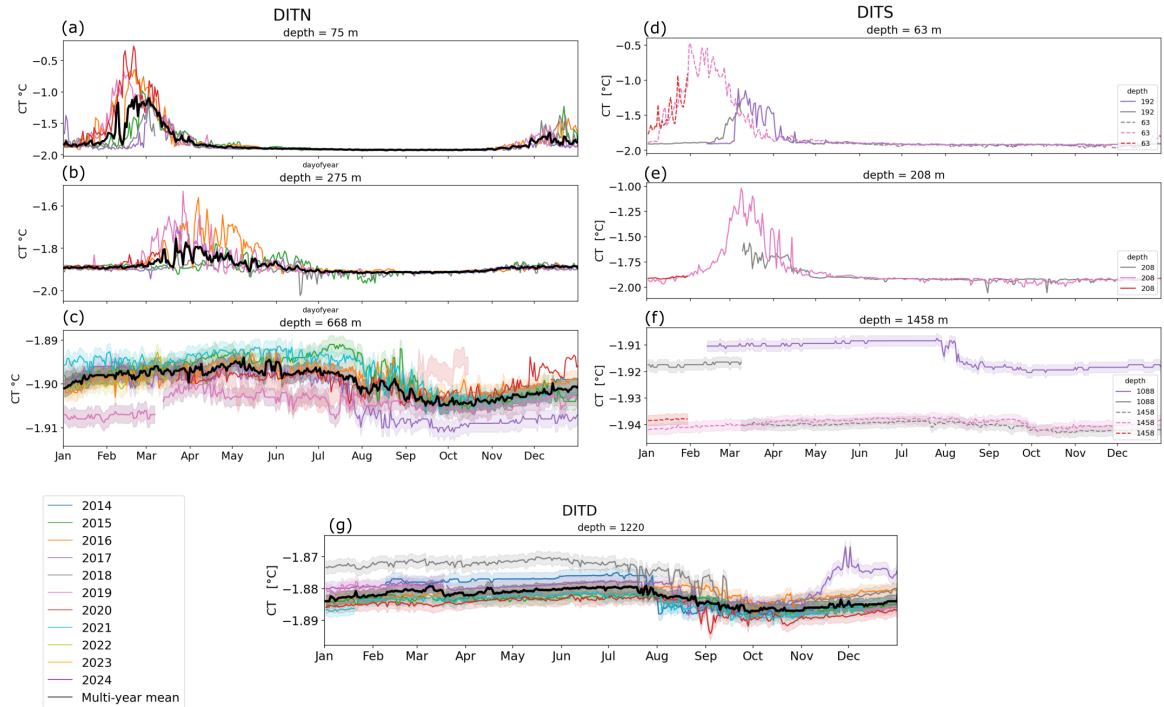 DITN
DITS
(a)
depth = 75 m
CT °C
−0.5
−1.0
−1.5
−2.0
dayofyear
(b)
depth = 275 m
CT °C
−1.6
−1.8
−2.0
dayofyear
(c)
depth = 668 m
CT °C
−1.89
−1.90
−1.91
Jan Feb Mar Apr May Jun Jul Aug Sep Oct Nov Dec
(d)
depth = 63 m
CT [°C]
−0.5
−1.0
−1.5
−2.0
depth
192
192
63
63
63
(e)
depth = 208 m
CT [°C]
−1.00
−1.25
−1.50
−1.75
−2.00
depth
208
208
208
(f)
depth = 1458 m
CT [°C]
−1.91
−1.92
−1.93
−1.94
depth
1088
1088
1458
1458
1458
Jan Feb Mar Apr May Jun Jul Aug Sep Oct Nov Dec
2014
2015
2016
2017
2018
2019
2020
2021
2022
2023
2024
Multi-year mean
DITD
(g)
depth = 1220
CT [°C]
−1.87
−1.88
−1.89
Jan Feb Mar Apr May Jun Jul Aug Sep Oct Nov Dec